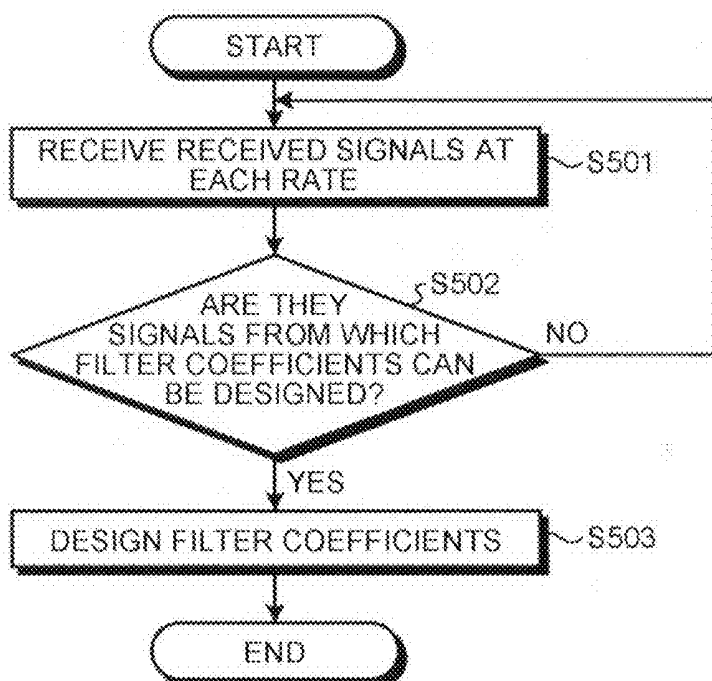 START
RECEIVE RECEIVED SIGNALS AT
EACH RATE
S501
S502
ARE THEY
SIGNALS FROM WHICH
FILTER COEFFICIENTS CAN
BE DESIGNED?
NO
YES
DESIGN FILTER COEFFICIENTS
S503
END